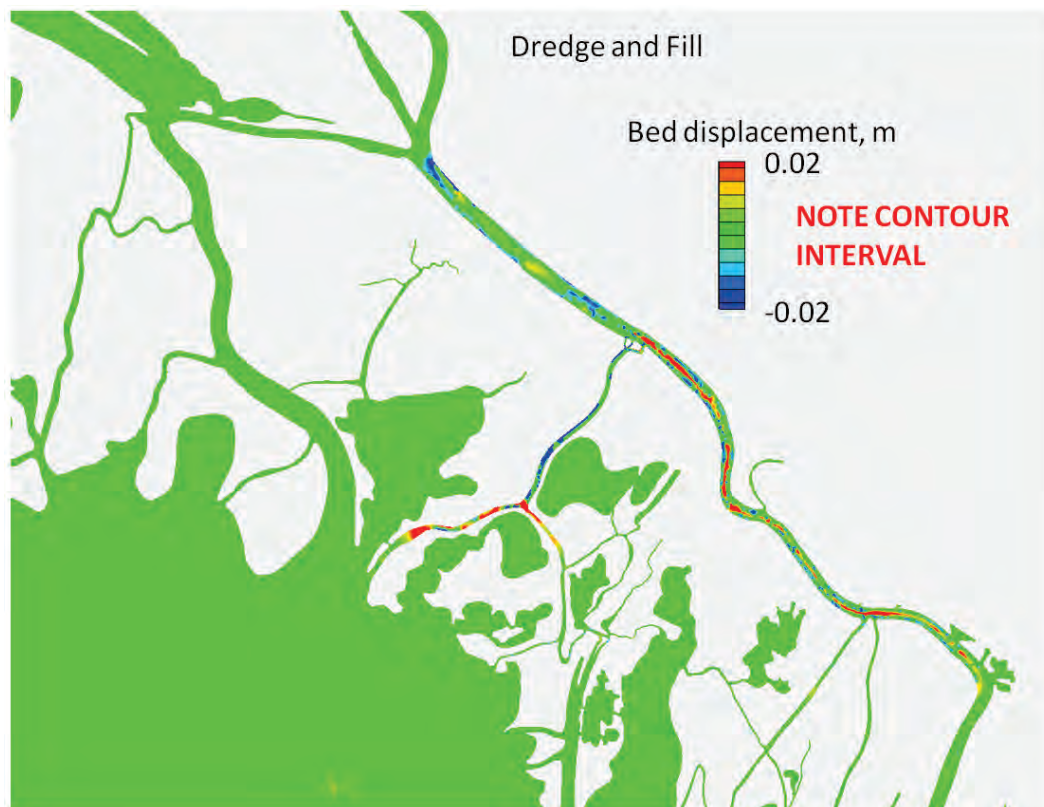 Dredge and Fill
Bed displacement, m
0.02
NOTE CONTOUR
INTERVAL
-0.02